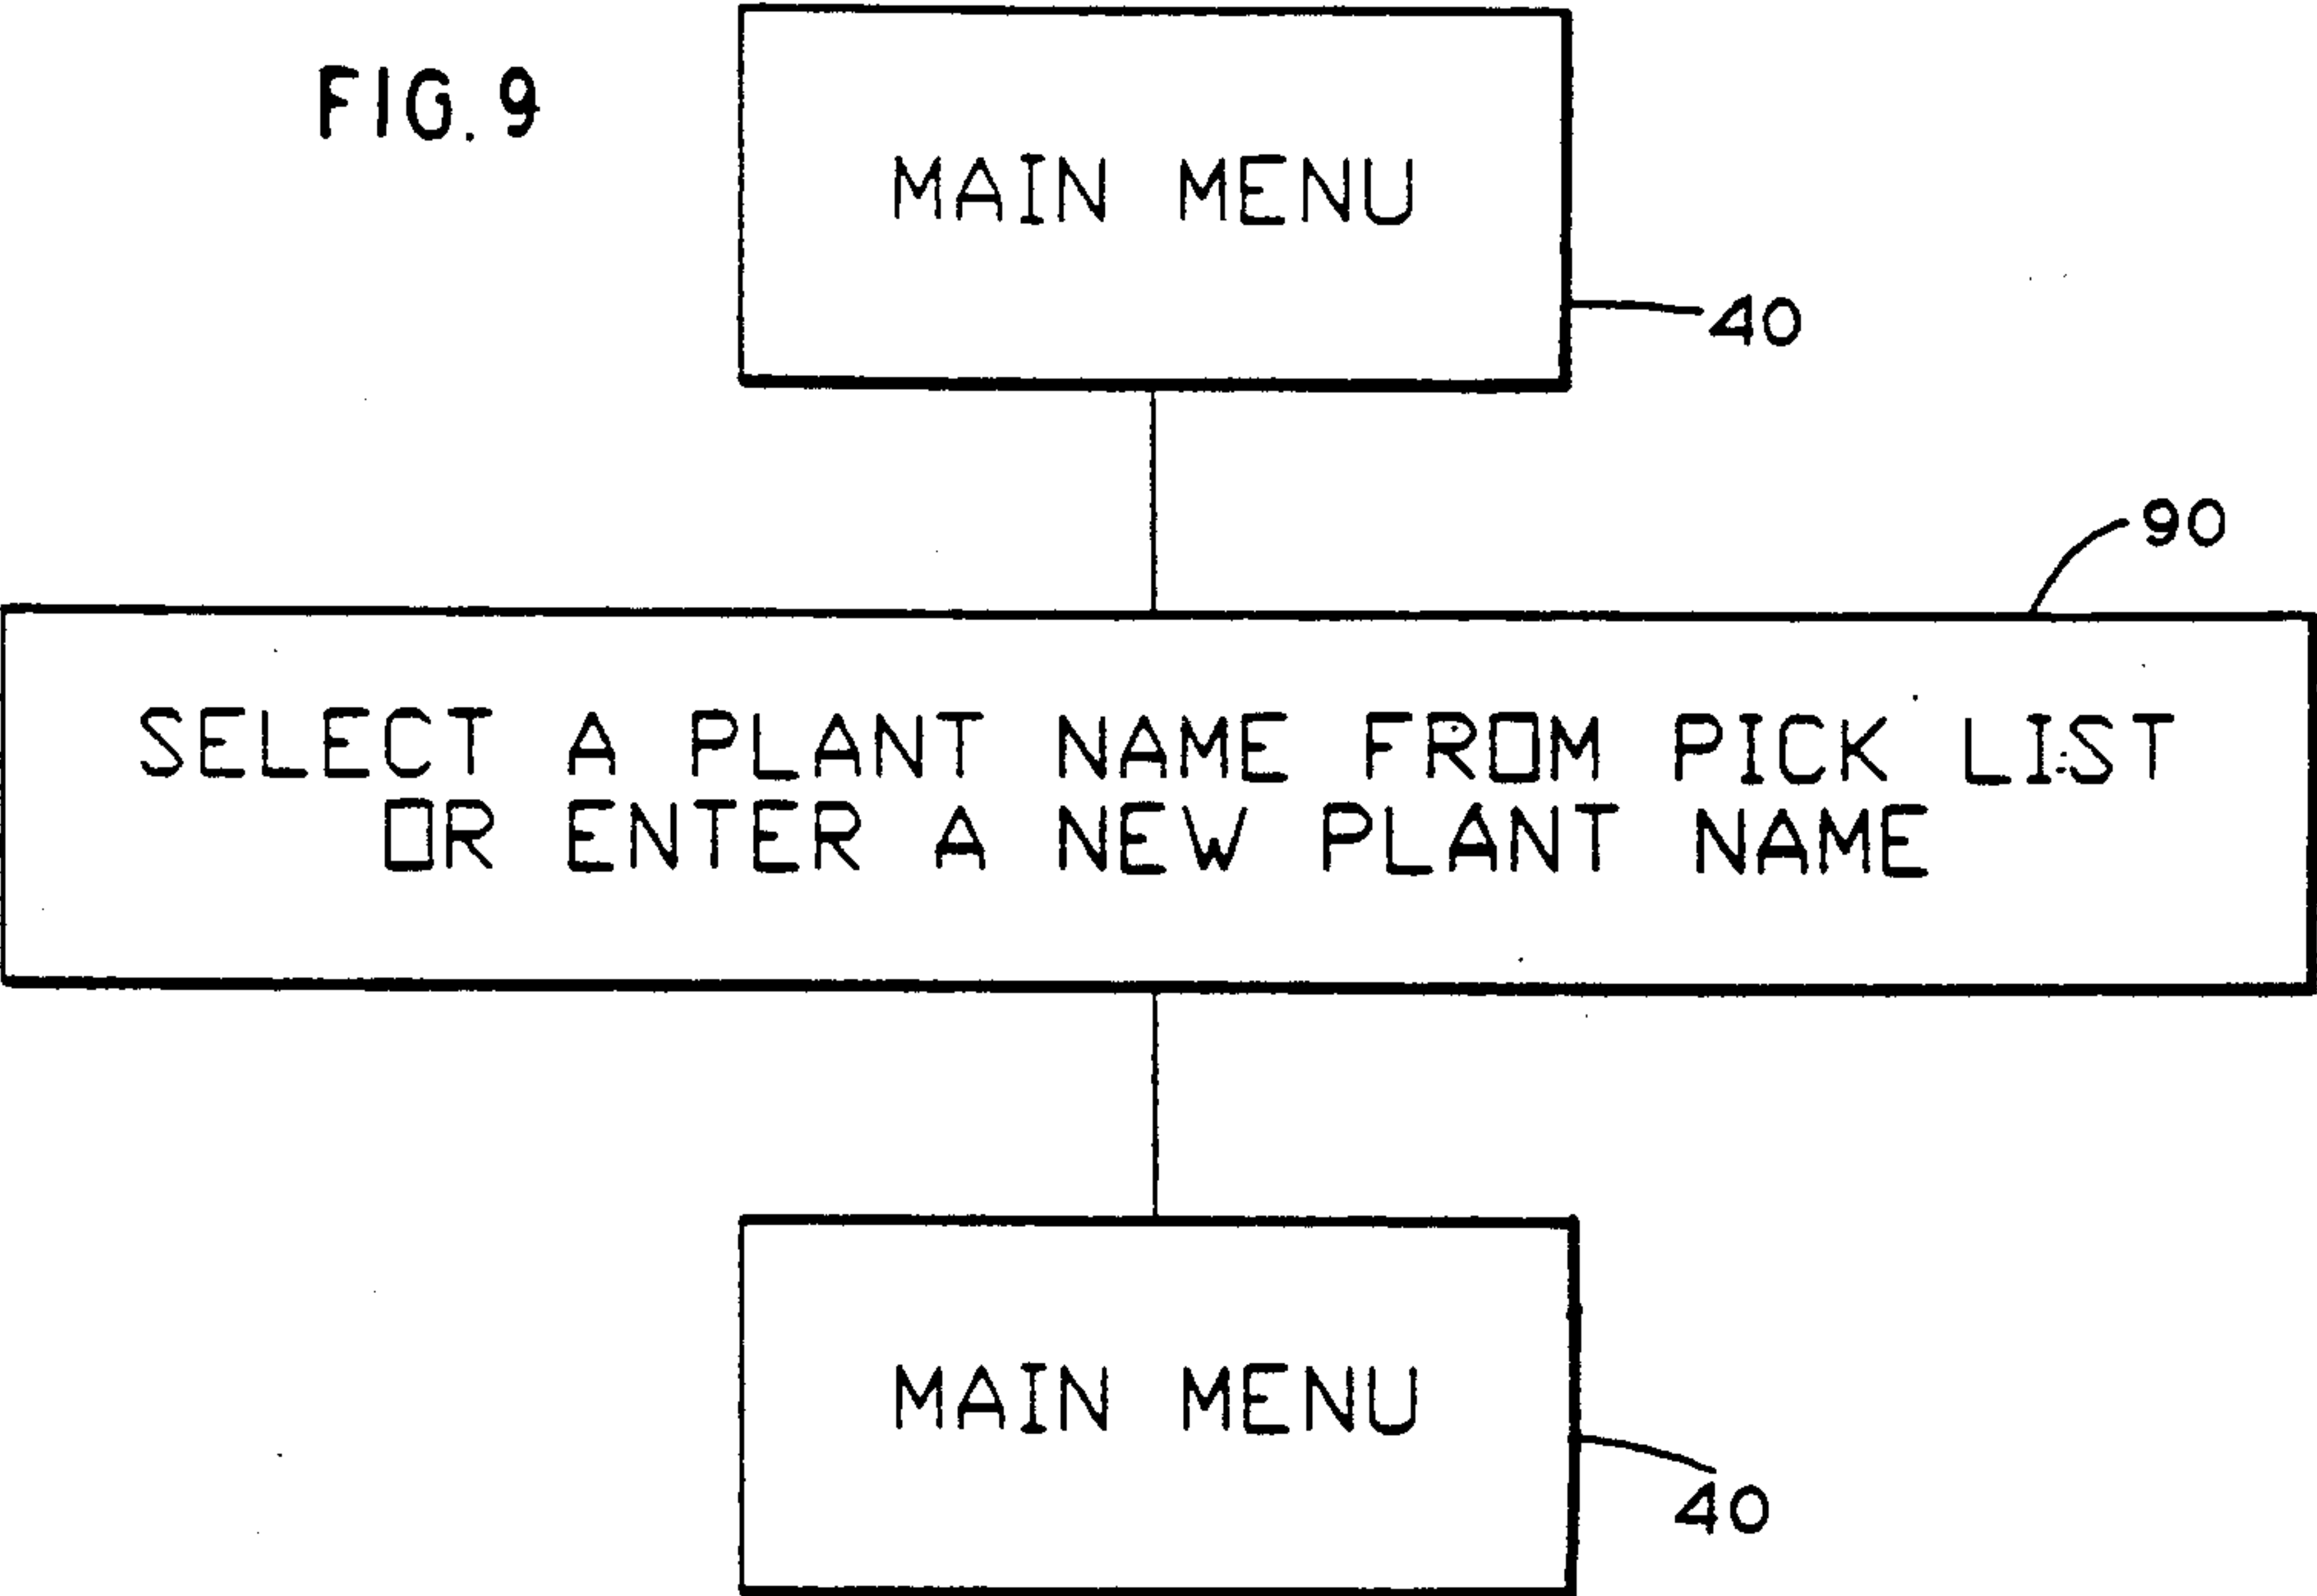 FIG. 9
MAIN MENU
40
90
SELECT A PLANT NAME FROM PICK LIST
OR ENTER A NEW PLANT NAME
MAIN MENU
40